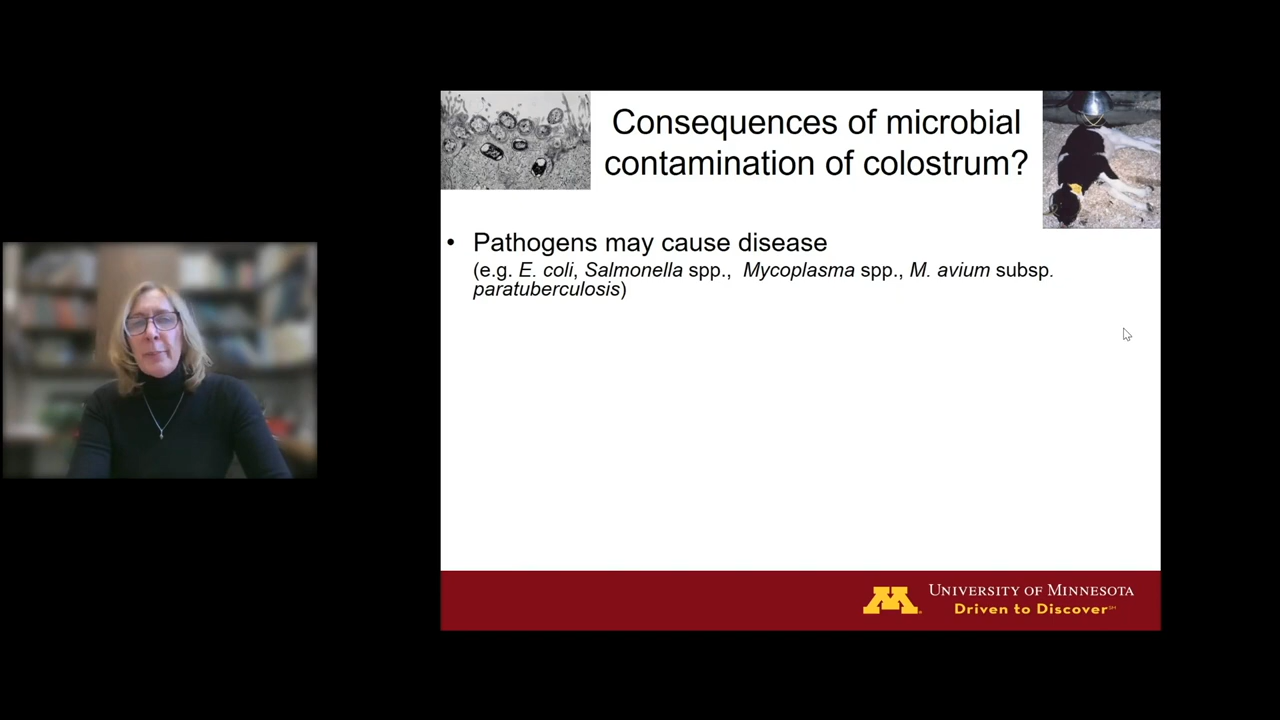 Consequences of microbial
contamination of colostrum?
• Pathogens may cause disease
(e.g. E. coli, Salmonella spp., Mycoplasma spp., M. avium subsp.
paratuberculosis)
M
UNIVERSITY OF MINNESOTA
Driven to Discover℠